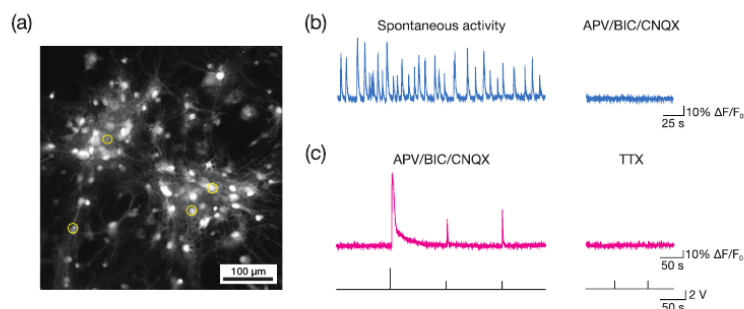 (a)
100 µm
(b)
Spontaneous activity
APV/BIC/CNQX
10% ΔF/F₀
25 s
(c)
APV/BIC/CNQX
TTX
10% ΔF/F₀
50 s
2 V
50 s